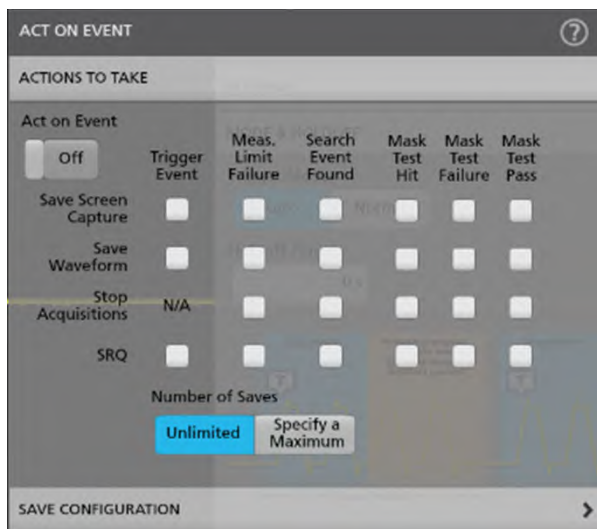 ACT ON EVENT
?
ACTIONS TO TAKE
Act on Event
Off
Trigger Event
Meas. Limit Failure
Search Event Found
Mask Test Hit
Mask Test Failure
Mask Test Pass
Save Screen Capture
Save Waveform
Stop Acquisitions
N/A
SRQ
Number of Saves
Unlimited
Specify a Maximum
SAVE CONFIGURATION